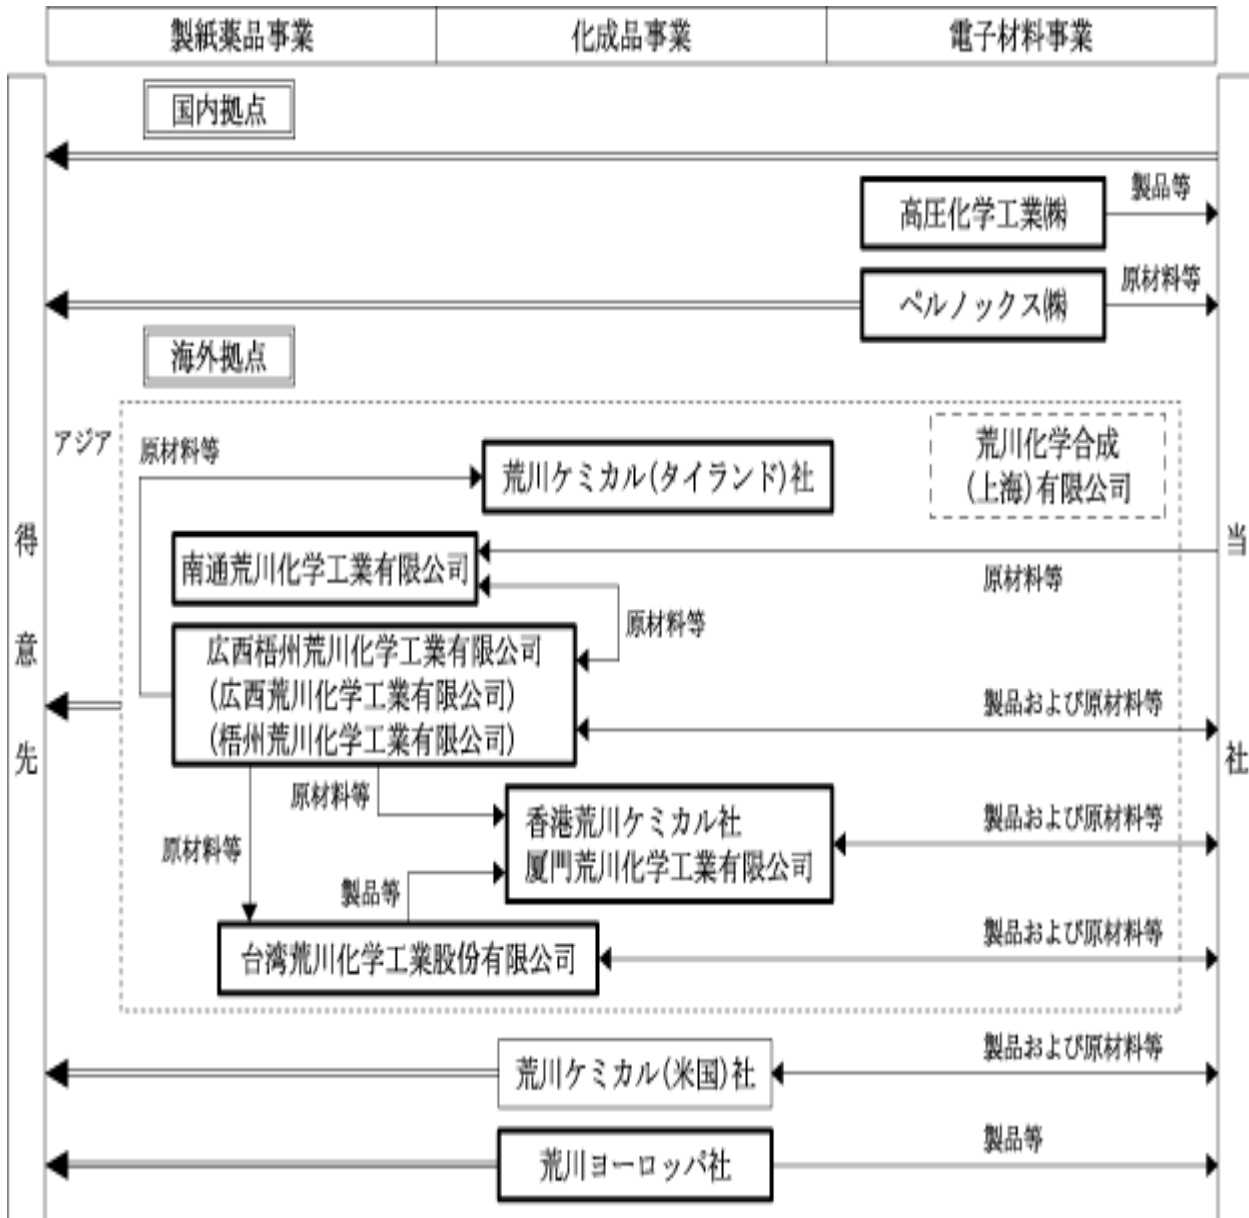 製紙薬品事業
化成品事業
電子材料事業
国内拠点
高圧化学工業㈱
製品等
ペルノックス㈱
原材料等
海外拠点
アジア
原材料等
荒川ケミカル(タイランド)社
荒川化学合成
(上海)有限公司
得意先
当社
南通荒川化学工業有限公司
原材料等
原材料等
広西梧州荒川化学工業有限公司
(広西荒川化学工業有限公司)
(梧州荒川化学工業有限公司)
製品および原材料等
原材料等
原材料等
香港荒川ケミカル社
厦門荒川化学工業有限公司
製品および原材料等
製品等
台湾荒川化学工業股份有限公司
製品および原材料等
荒川ケミカル(米国)社
製品および原材料等
荒川ヨーロッパ社
製品等